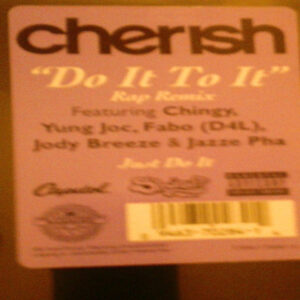 cherish
"Do It To It"
Rap Remix
Featuring Chingy,
Yung Joc, Fabo (D4L),
Jody Breeze & Jazze Pha
Just Do It
Capitol